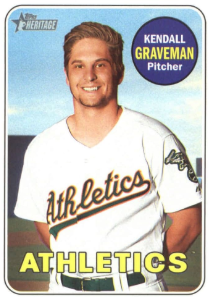 Topps
HERITAGE
KENDALL
GRAVEMAN
Pitcher
Athletics
ATHLETICS